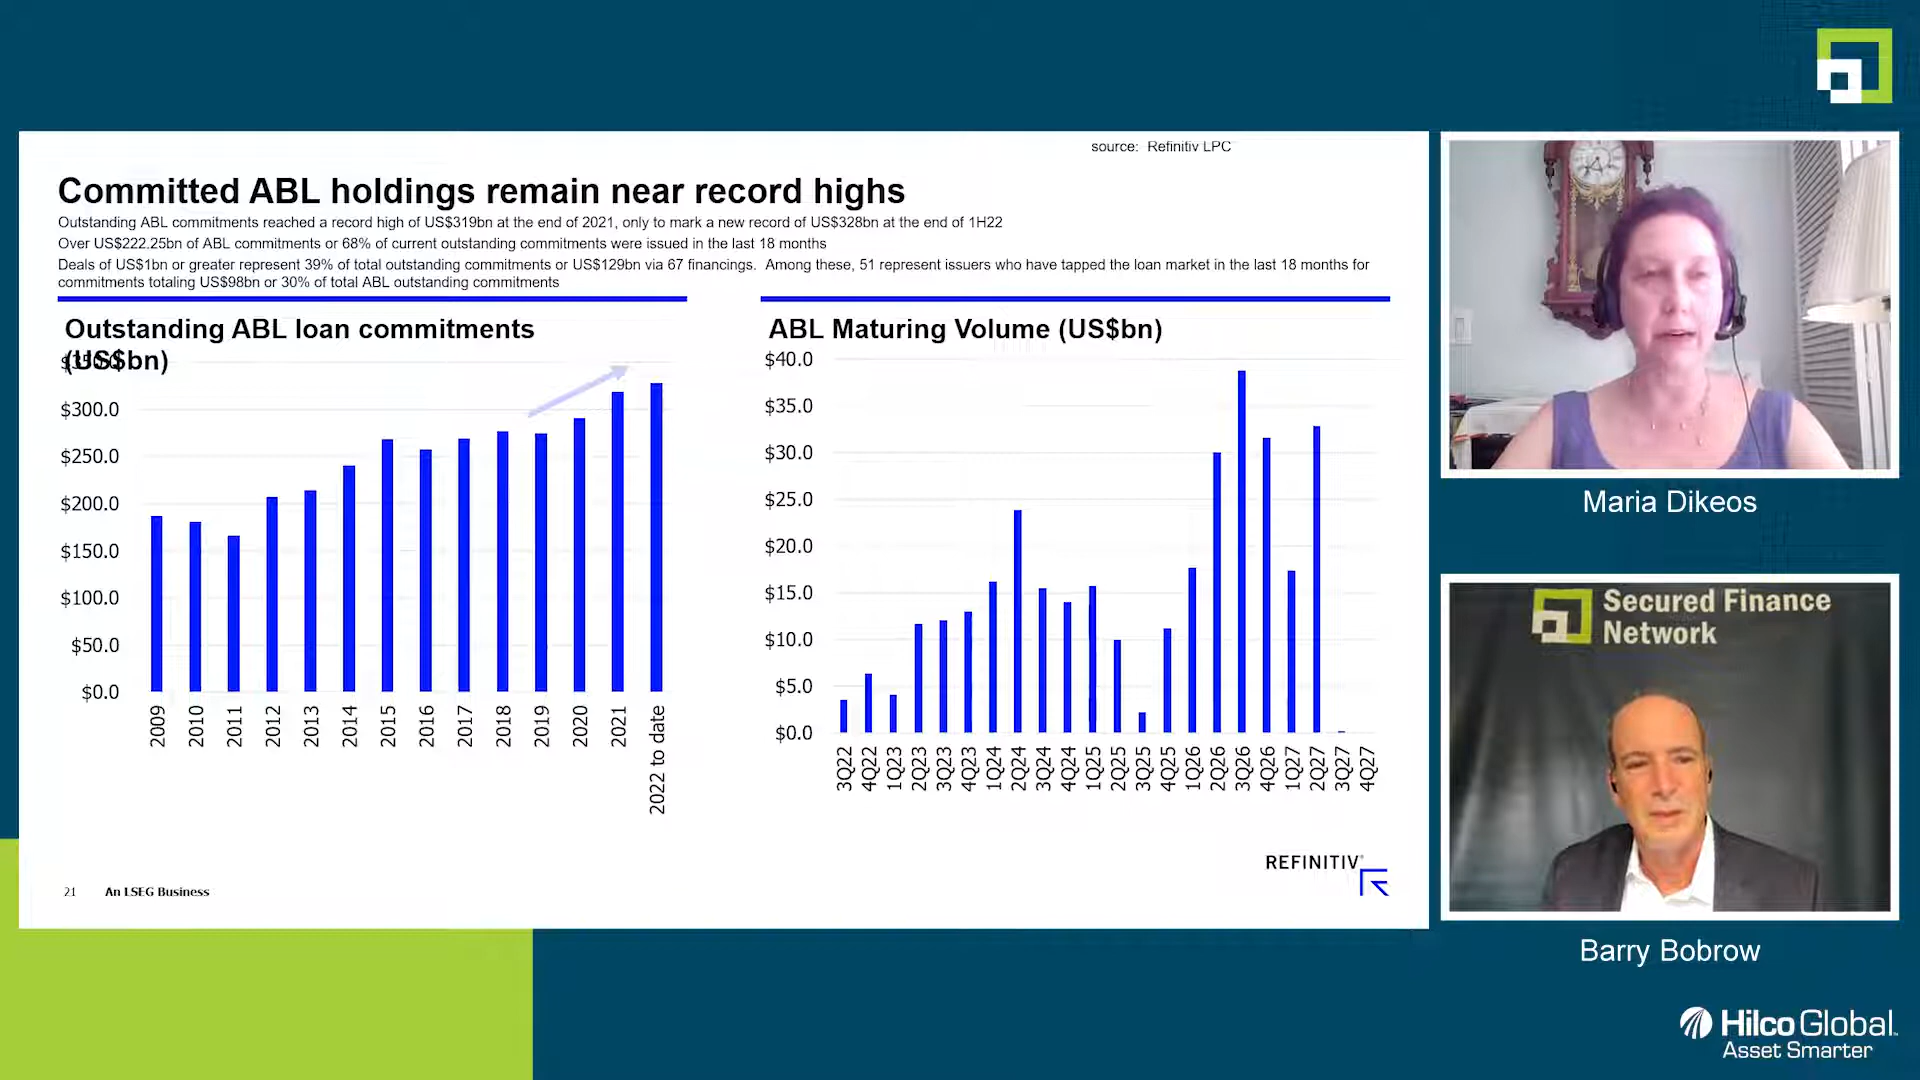 source: Refinitiv LPC
Committed ABL holdings remain near record highs
Outstanding ABL commitments reached a record high of US$319bn at the end of 2021, only to mark a new record of US$328bn at the end of 1H22
Over US$222.25bn of ABL commitments or 68% of current outstanding commitments were issued in the last 18 months
Deals of US$1bn or greater represent 39% of total outstanding commitments or US$129bn via 67 financings. Among these, 51 represent issuers who have tapped the loan market in the last 18 months for
commitments totaling US$98bn or 30% of total ABL outstanding commitments
Outstanding ABL loan commitments
(US$bn)
$300.0
$250.0
$200.0
$150.0
$100.0
$50.0
$0.0
2009
2010
2011
2012
2013
2014
2015
2016
2017
2018
2019
2020
2021
2022 to date
ABL Maturing Volume (US$bn)
$40.0
$35.0
$30.0
$25.0
$20.0
$15.0
$10.0
$5.0
$0.0
3Q22
4Q22
1Q23
2Q23
3Q23
4Q23
1Q24
2Q24
3Q24
4Q24
1Q25
2Q25
3Q25
4Q25
1Q26
2Q26
3Q26
4Q26
1Q27
2Q27
3Q27
4Q27
REFINITIV
21 An LSEG Business
Maria Dikeos
Secured Finance
Network
Barry Bobrow
Hilco Global
Asset Smarter